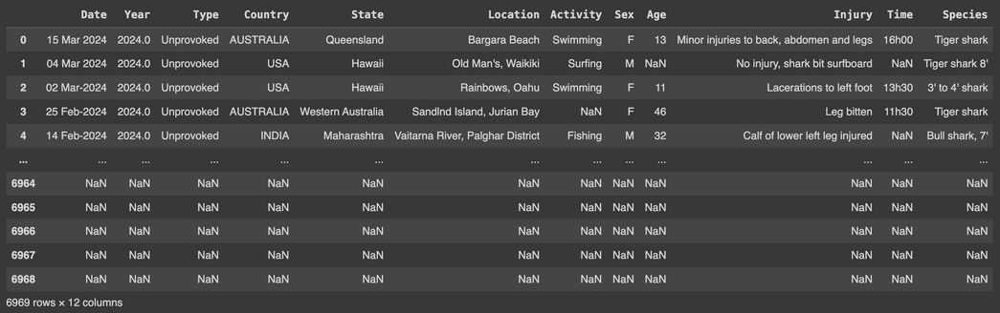 Date Year Type Country State Location Activity Sex Age Injury Time Species
0 15 Mar 2024 2024.0 Unprovoked AUSTRALIA Queensland Bargara Beach Swimming F 13 Minor injuries to back, abdomen and legs 16h00 Tiger shark
1 04 Mar 2024 2024.0 Unprovoked USA Hawaii Old Man's, Waikiki Surfing M NaN No injury, shark bit surfboard NaN Tiger shark 8'
2 02 Mar-2024 2024.0 Unprovoked USA Hawaii Rainbows, Oahu Swimming F 11 Lacerations to left foot 13h30 3' to 4' shark
3 25 Feb-2024 2024.0 Unprovoked AUSTRALIA Western Australia Sandlnd Island, Jurian Bay NaN F 46 Leg bitten 11h30 Tiger shark
4 14 Feb-2024 2024.0 Unprovoked INDIA Maharashtra Vaitarna River, Palghar District Fishing M 32 Calf of lower left leg injured NaN Bull shark, 7'
... ... ... ... ... ... ... ... ... ... ... ... ...
6964 NaN NaN NaN NaN NaN NaN NaN NaN NaN NaN NaN NaN
6965 NaN NaN NaN NaN NaN NaN NaN NaN NaN NaN NaN NaN
6966 NaN NaN NaN NaN NaN NaN NaN NaN NaN NaN NaN NaN
6967 NaN NaN NaN NaN NaN NaN NaN NaN NaN NaN NaN NaN
6968 NaN NaN NaN NaN NaN NaN NaN NaN NaN NaN NaN NaN
6969 rows × 12 columns